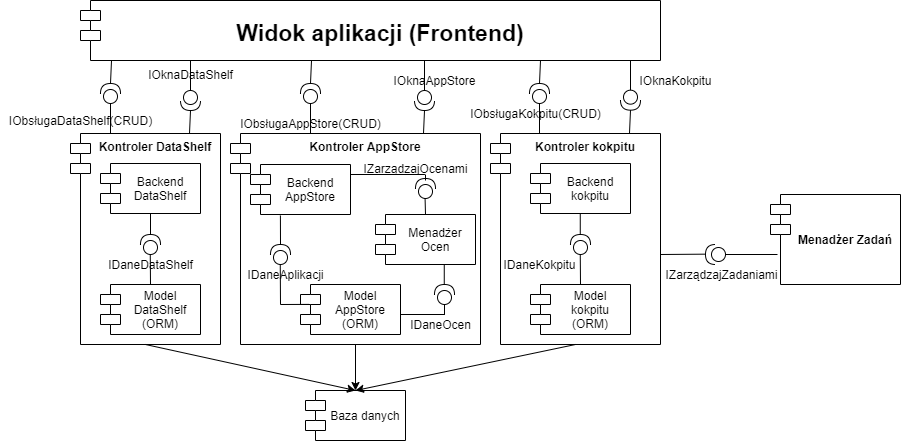 Widok aplikacji (Frontend)
IOknaDataShelf
IOknaAppStore
IOknaKokpitu
IObsługaDataShelf(CRUD)
IObsługaAppStore(CRUD)
IObsługaKokpitu(CRUD)
Kontroler DataShelf
Kontroler AppStore
Kontroler kokpitu
Backend
DataShelf
Backend
AppStore
IZarzadzajOcenami
Backend
kokpitu
Menadźer
Ocen
Menadżer Zadań
IDaneDataShelf
IDaneAplikacji
IDaneKokpitu
IZarządzajZadaniami
Model
DataShelf
(ORM)
Model
AppStore
(ORM)
IDaneOcen
Model
kokpitu
(ORM)
Baza danych